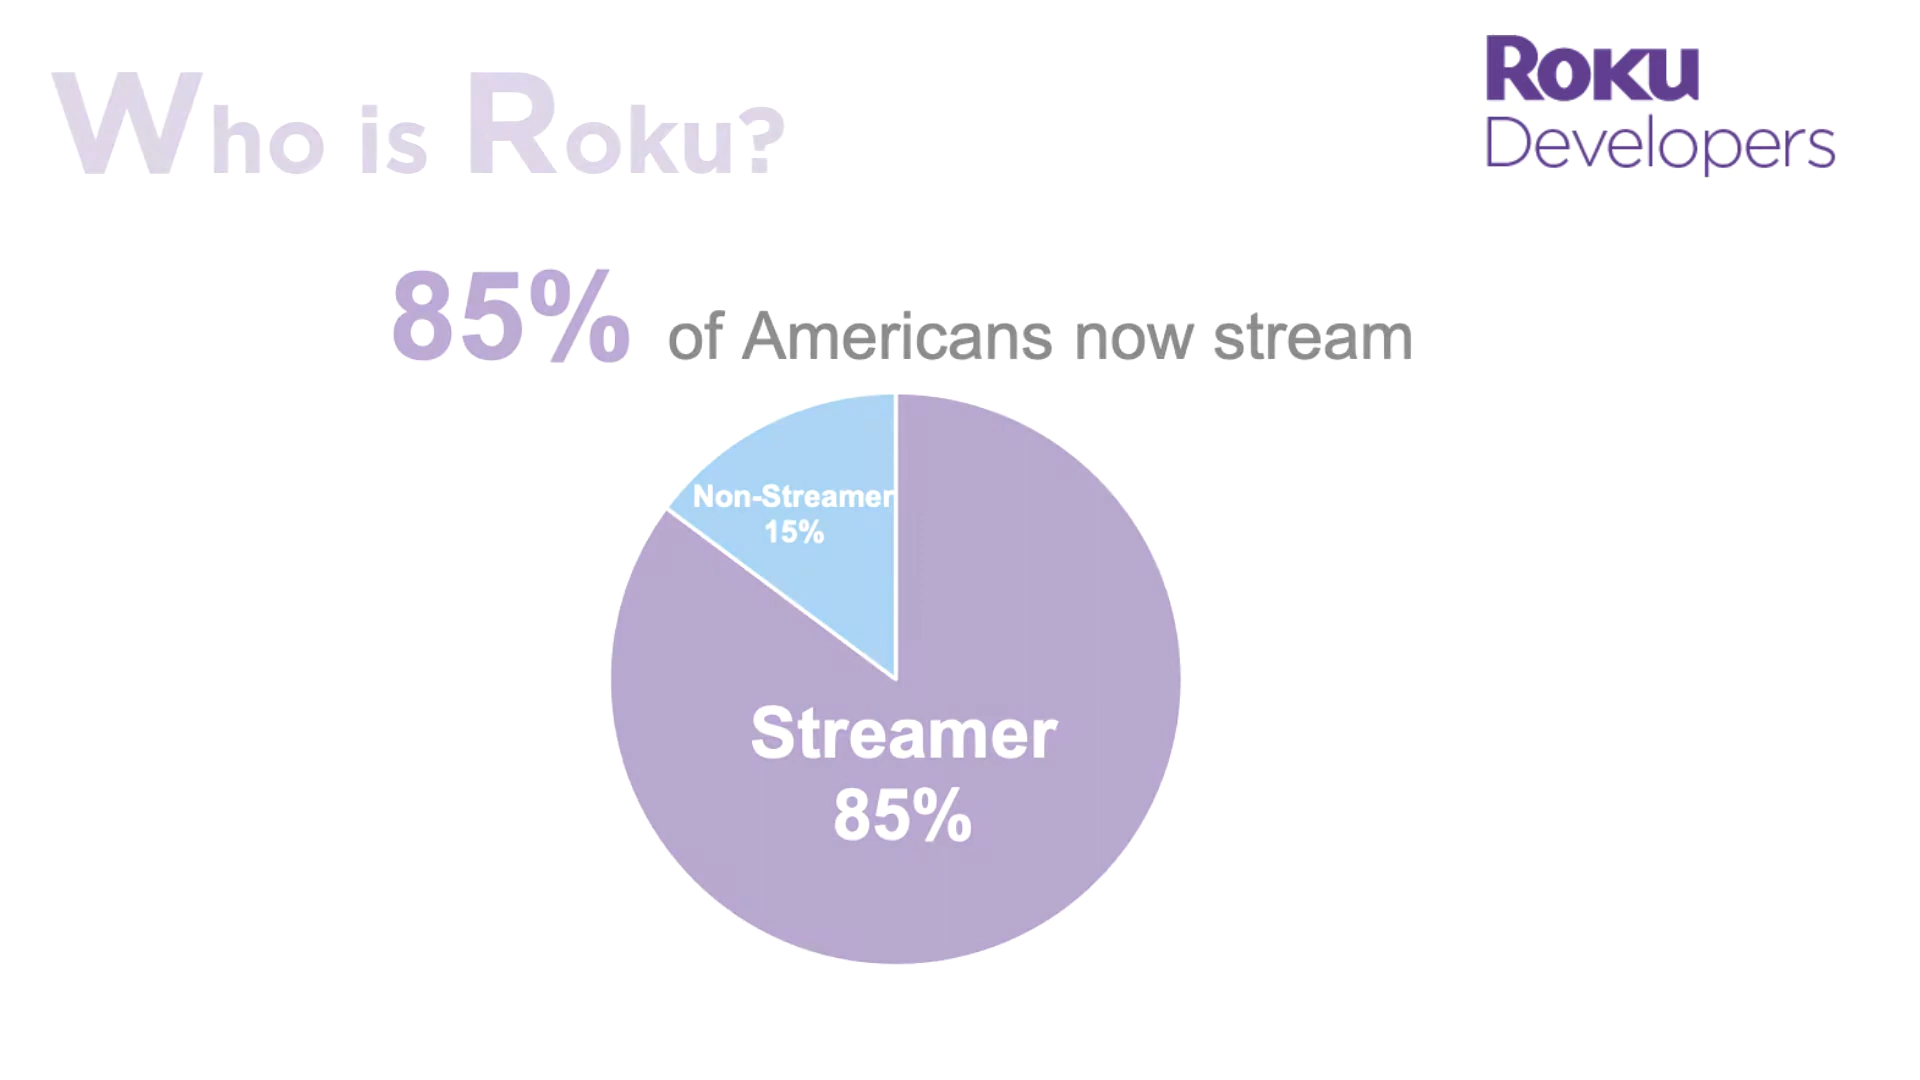 Who is Roku?
Roku
Developers
85% of Americans now stream
Non-Streamer
15%
Streamer
85%